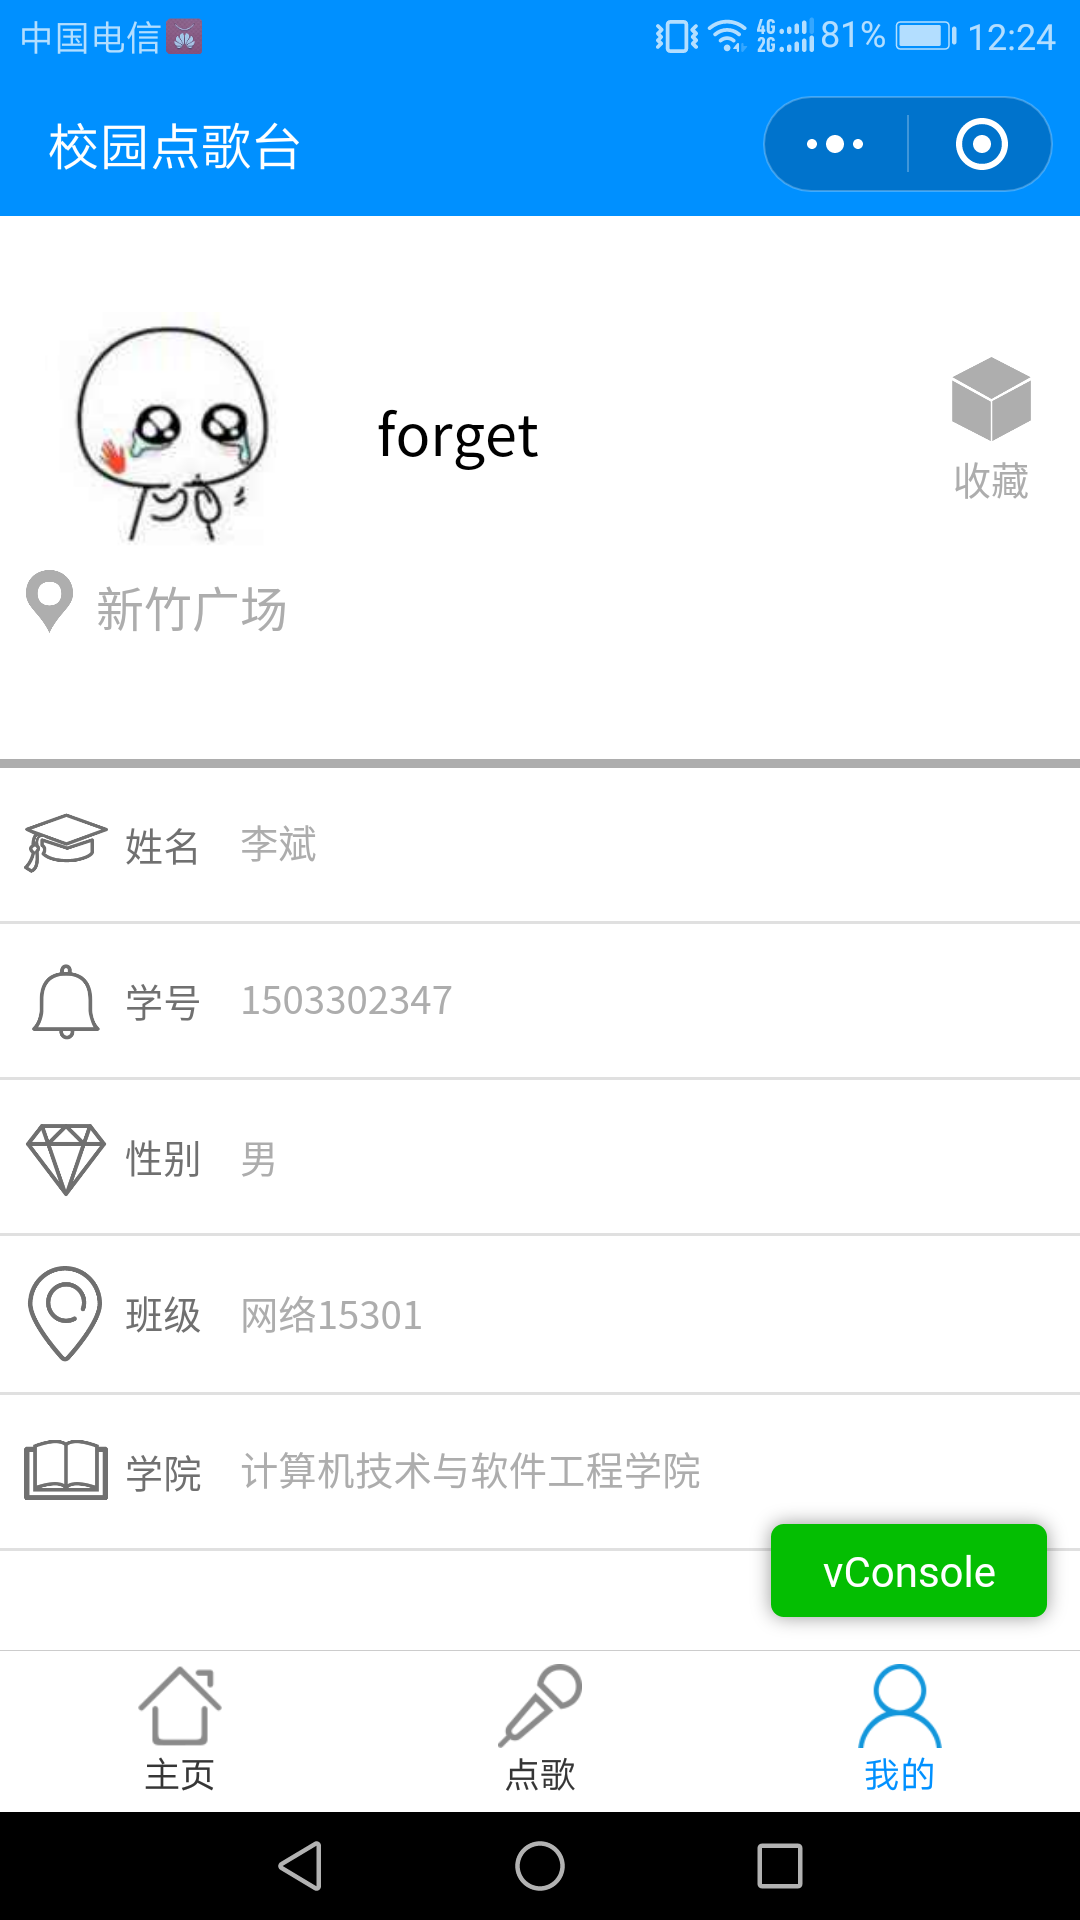 中国电信 4G 2G 81% 12:24
校园点歌台
forget
收藏
新竹广场
姓名 李斌
学号 1503302347
性别 男
班级 网络15301
学院 计算机技术与软件工程学院
vConsole
主页 点歌 我的